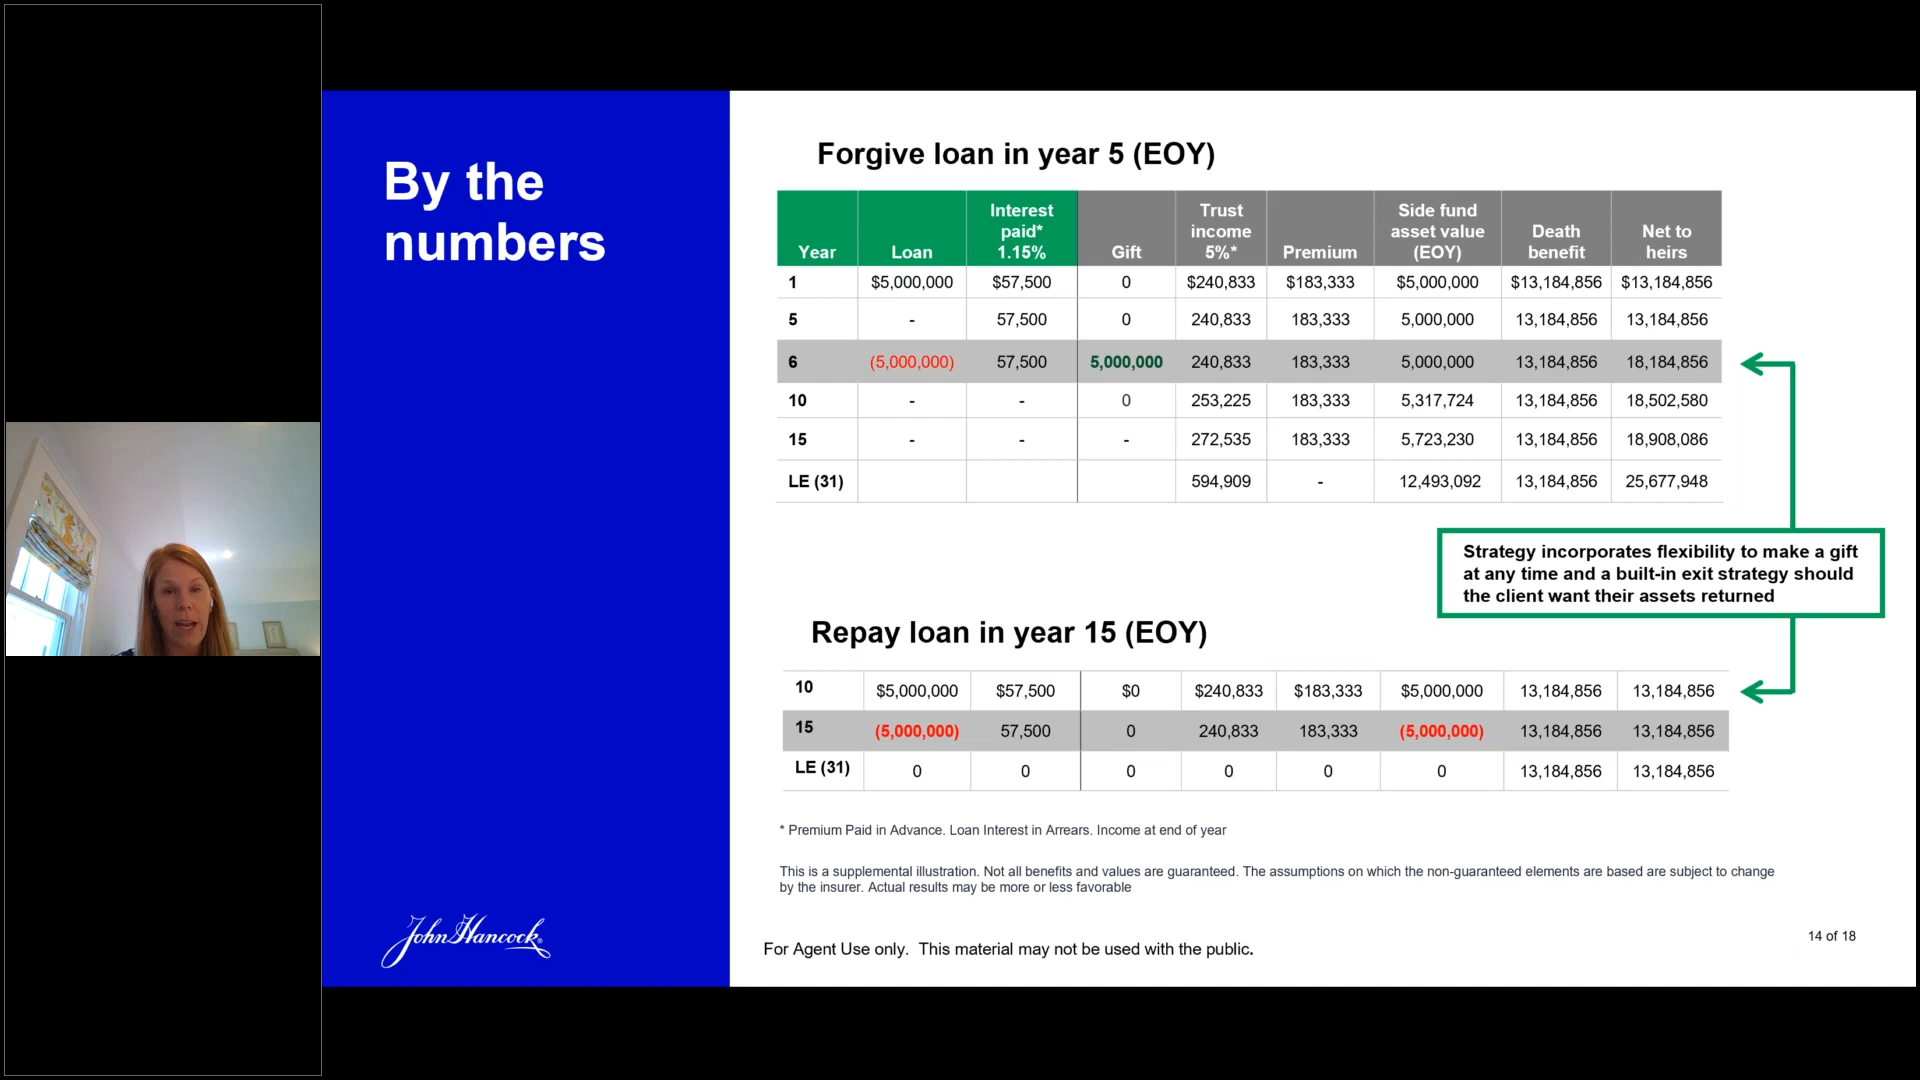 By the
numbers
Forgive loan in year 5 (EOY)
Year Loan Interest paid* 1.15% Gift Trust income 5%* Premium Side fund asset value (EOY) Death benefit Net to heirs
1 $5,000,000 $57,500 0 $240,833 $183,333 $5,000,000 $13,184,856 $13,184,856
5 - 57,500 0 240,833 183,333 5,000,000 13,184,856 13,184,856
6 (5,000,000) 57,500 5,000,000 240,833 183,333 5,000,000 13,184,856 18,184,856
10 - - 0 253,225 183,333 5,317,724 13,184,856 18,502,580
15 - - - 272,535 183,333 5,723,230 13,184,856 18,908,086
LE (31) 594,909 - 12,493,092 13,184,856 25,677,948
Strategy incorporates flexibility to make a gift
at any time and a built-in exit strategy should
the client want their assets returned
Repay loan in year 15 (EOY)
10 $5,000,000 $57,500 $0 $240,833 $183,333 $5,000,000 13,184,856 13,184,856
15 (5,000,000) 57,500 0 240,833 183,333 (5,000,000) 13,184,856 13,184,856
LE (31) 0 0 0 0 0 0 13,184,856 13,184,856
* Premium Paid in Advance. Loan Interest in Arrears. Income at end of year
This is a supplemental illustration. Not all benefits and values are guaranteed. The assumptions on which the non-guaranteed elements are based are subject to change
by the insurer. Actual results may be more or less favorable
John Hancock®
For Agent Use only. This material may not be used with the public.
14 of 18